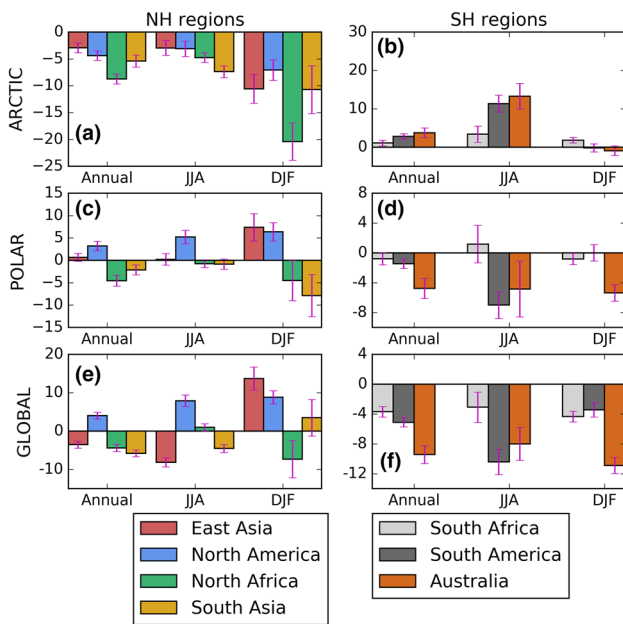 NH regions
SH regions
ARCTIC
0
−5
−10
−15
−20
−25
(a)
Annual
JJA
DJF
30
20
10
0
(b)
Annual
JJA
DJF
POLAR
15
10
5
0
−5
−10
−15
(c)
Annual
JJA
DJF
8
4
0
-4
-8
(d)
Annual
JJA
DJF
GLOBAL
20
10
0
−10
(e)
Annual
JJA
DJF
4
0
-4
-8
-12
(f)
Annual
JJA
DJF
East Asia
North America
North Africa
South Asia
South Africa
South America
Australia